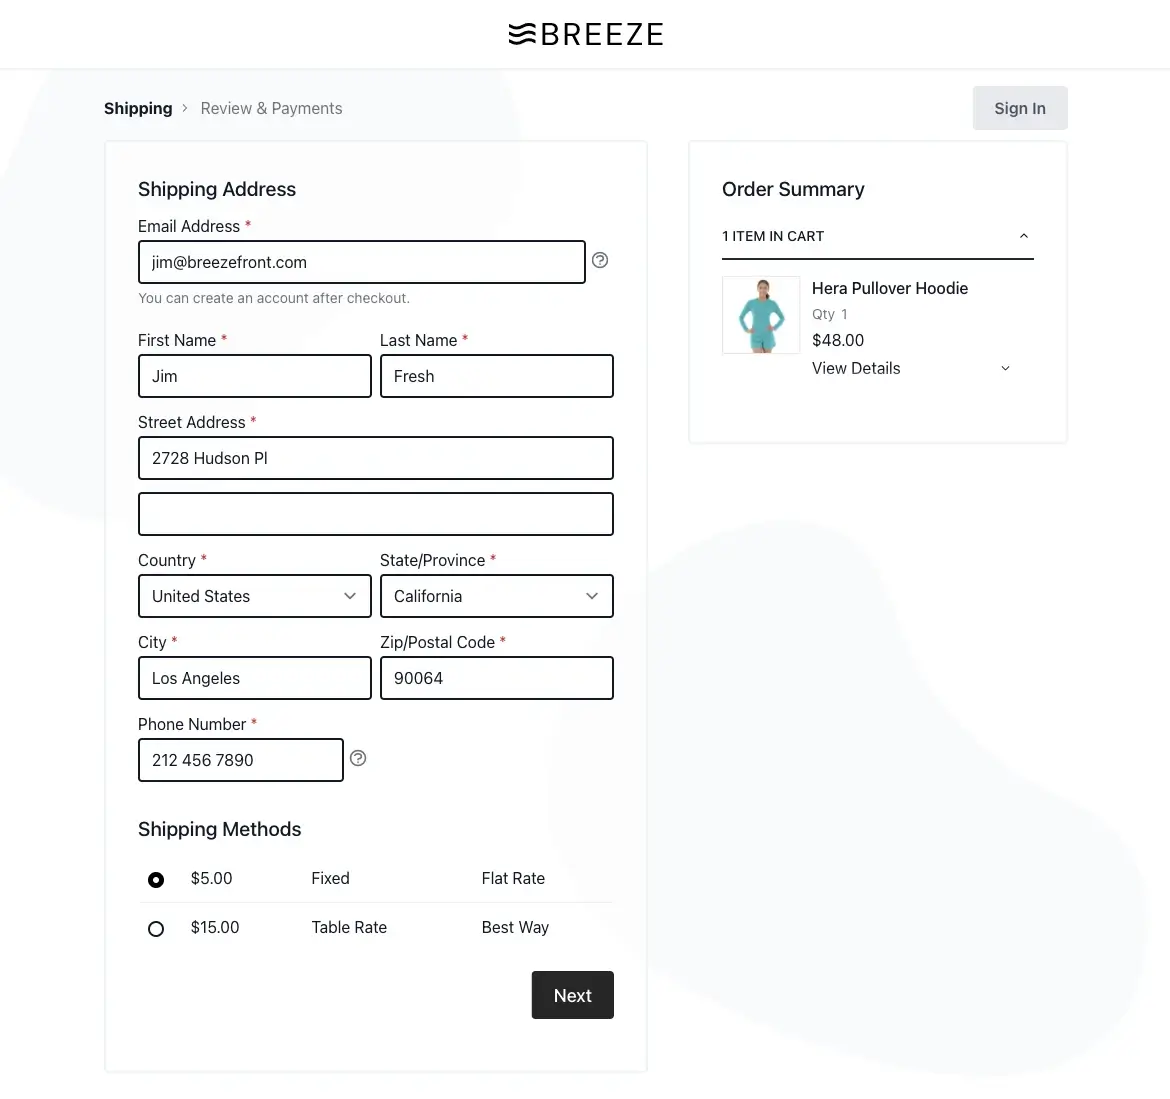 BREEZE
Shipping Review & Payments
Sign In
Shipping Address
Email Address *
jim@breezefront.com
You can create an account after checkout.
First Name * Last Name *
Jim Fresh
Street Address *
2728 Hudson Pl
Country * State/Province *
United States California
City * Zip/Postal Code *
Los Angeles 90064
Phone Number *
212 456 7890
Shipping Methods
$5.00 Fixed Flat Rate
$15.00 Table Rate Best Way
Next
Order Summary
1 ITEM IN CART
Hera Pullover Hoodie
Qty 1
$48.00
View Details